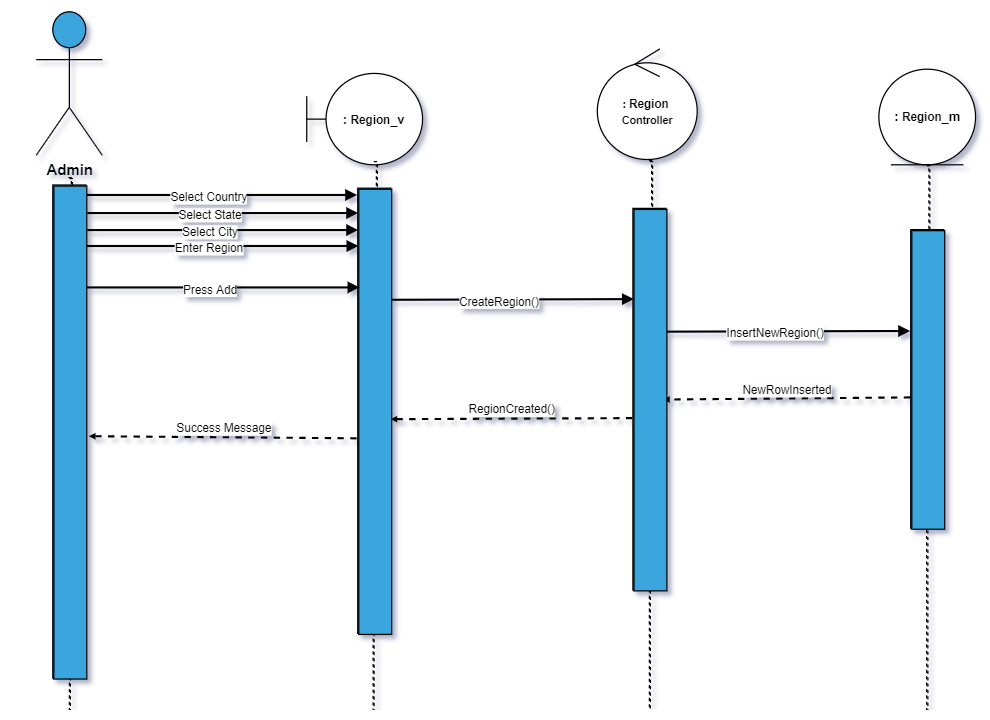 : Region_v
: Region
Controller
: Region_m
Admin
Select Country
Select State
Select City
Enter Region
Press Add
CreateRegion()
InsertNewRegion()
NewRowInserted
RegionCreated()
Success Message